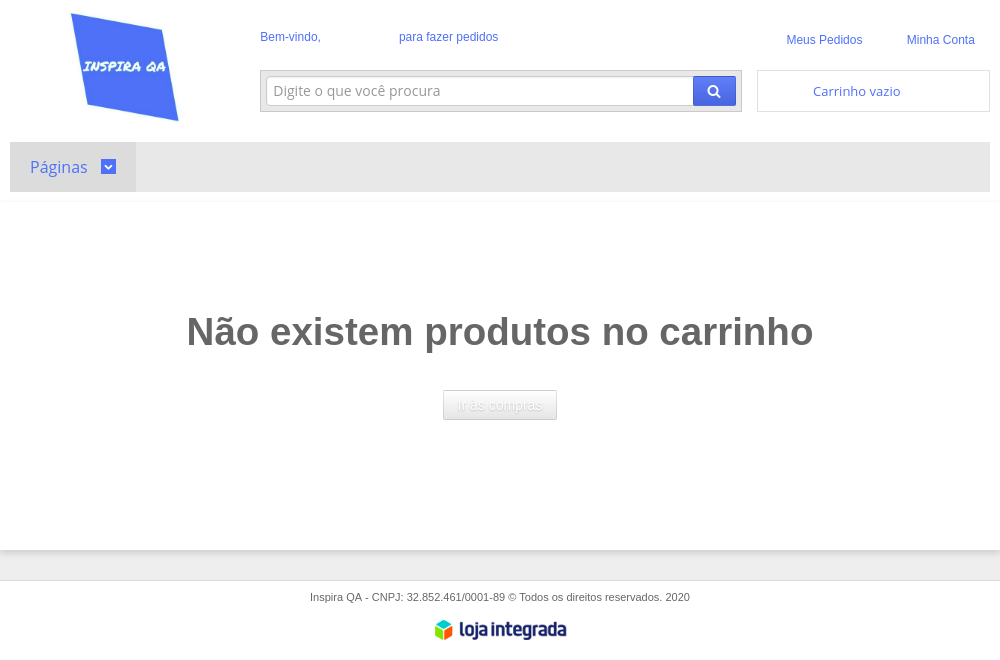 INSPIRA QA
Bem-vindo, para fazer pedidos
Meus Pedidos Minha Conta
Digite o que você procura
Carrinho vazio
Páginas
Não existem produtos no carrinho
Ir às compras
Inspira QA - CNPJ: 32.852.461/0001-89 © Todos os direitos reservados. 2020
loja integrada